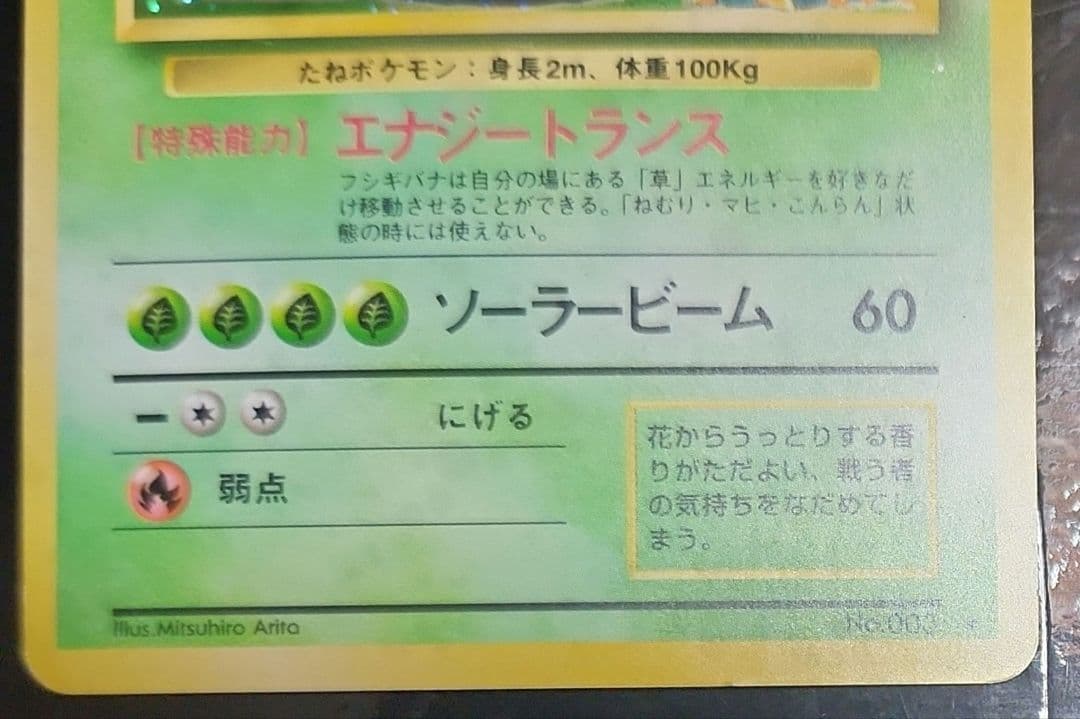 たねポケモン：身長2m、体重100Kg
【特殊能力】 エナジートランス
フシギバナは自分の場にある「草」エネルギーを好きなだ
け移動させることができる。「ねむり・マヒ・こんらん」状
態の時には使えない。
ソーラービーム 60
ー にげる
弱点
花からうっとりする香
りがただよい、戦う者
の気持ちをなだめてし
まう。
Illus.Mitsuhiro Arita No.003